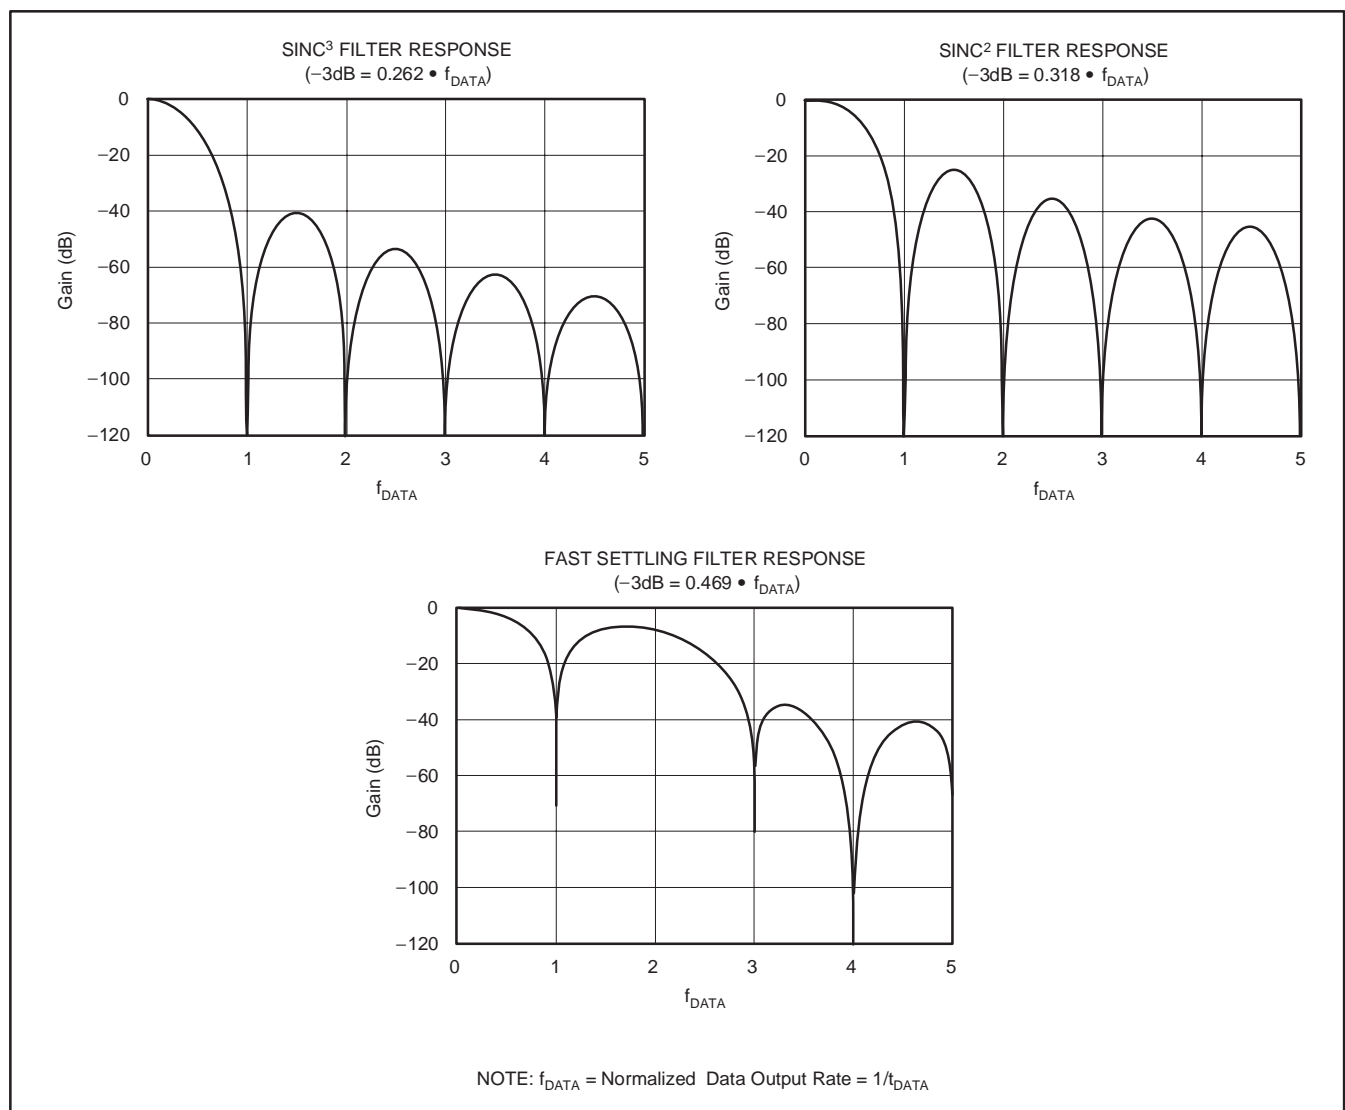 SINC³ FILTER RESPONSE
(−3dB = 0.262 • fDATA)
0
−20
−40
−60
−80
−100
−120
Gain (dB)
0 1 2 3 4 5
fDATA
SINC² FILTER RESPONSE
(−3dB = 0.318 • fDATA)
0
−20
−40
−60
−80
−100
−120
Gain (dB)
0 1 2 3 4 5
fDATA
FAST SETTLING FILTER RESPONSE
(−3dB = 0.469 • fDATA)
0
−20
−40
−60
−80
−100
−120
Gain (dB)
0 1 2 3 4 5
fDATA
NOTE: fDATA = Normalized Data Output Rate = 1/tDATA